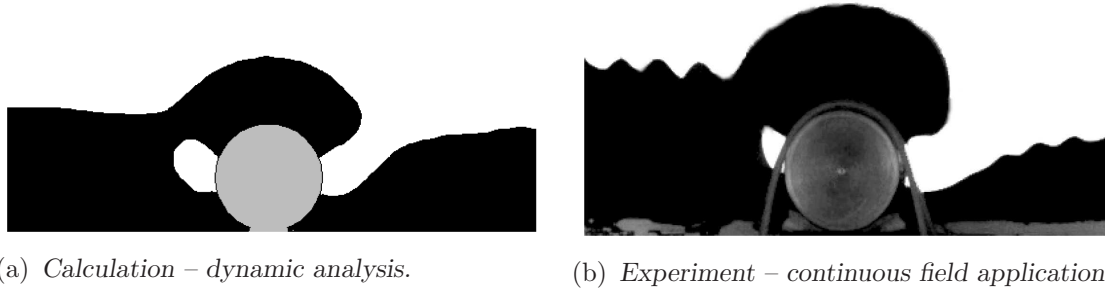 (a) Calculation – dynamic analysis.
(b) Experiment – continuous field application